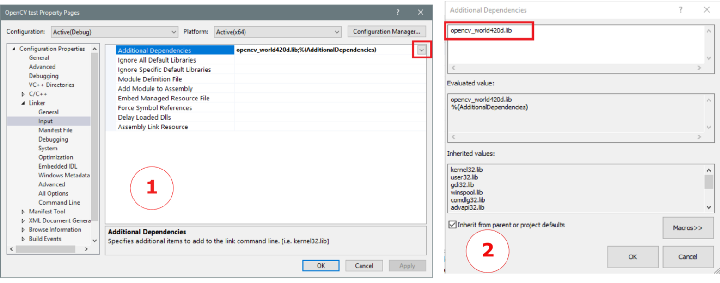 OpenCV test Property Pages
? ×
Configuration: Active(Debug) Platform: Active(x64) Configuration Manager...
Configuration Properties
General
Advanced
Debugging
VC++ Directories
C/C++
Linker
General
Input
Manifest File
Debugging
System
Optimization
Embedded IDL
Windows Metadata
Advanced
All Options
Command Line
Manifest Tool
XML Document Genera
Browse Information
Build Events
Additional Dependencies opencv_world420d.lib;%(AdditionalDependencies)
Ignore All Default Libraries
Ignore Specific Default Libraries
Module Definition File
Add Module to Assembly
Embed Managed Resource File
Force Symbol References
Delay Loaded Dlls
Assembly Link Resource
1
Additional Dependencies
Specifies additional items to add to the link command line. [i.e. kernel32.lib]
OK Cancel Apply
Additional Dependencies
? ×
opencv_world420d.lib
Evaluated value:
opencv_world420d.lib
%(AdditionalDependencies)
Inherited values:
kernel32.lib
user32.lib
gdi32.lib
winspool.lib
comdlg32.lib
advapi32.lib
Inherit from parent or project defaults
Macros>>
2
OK Cancel